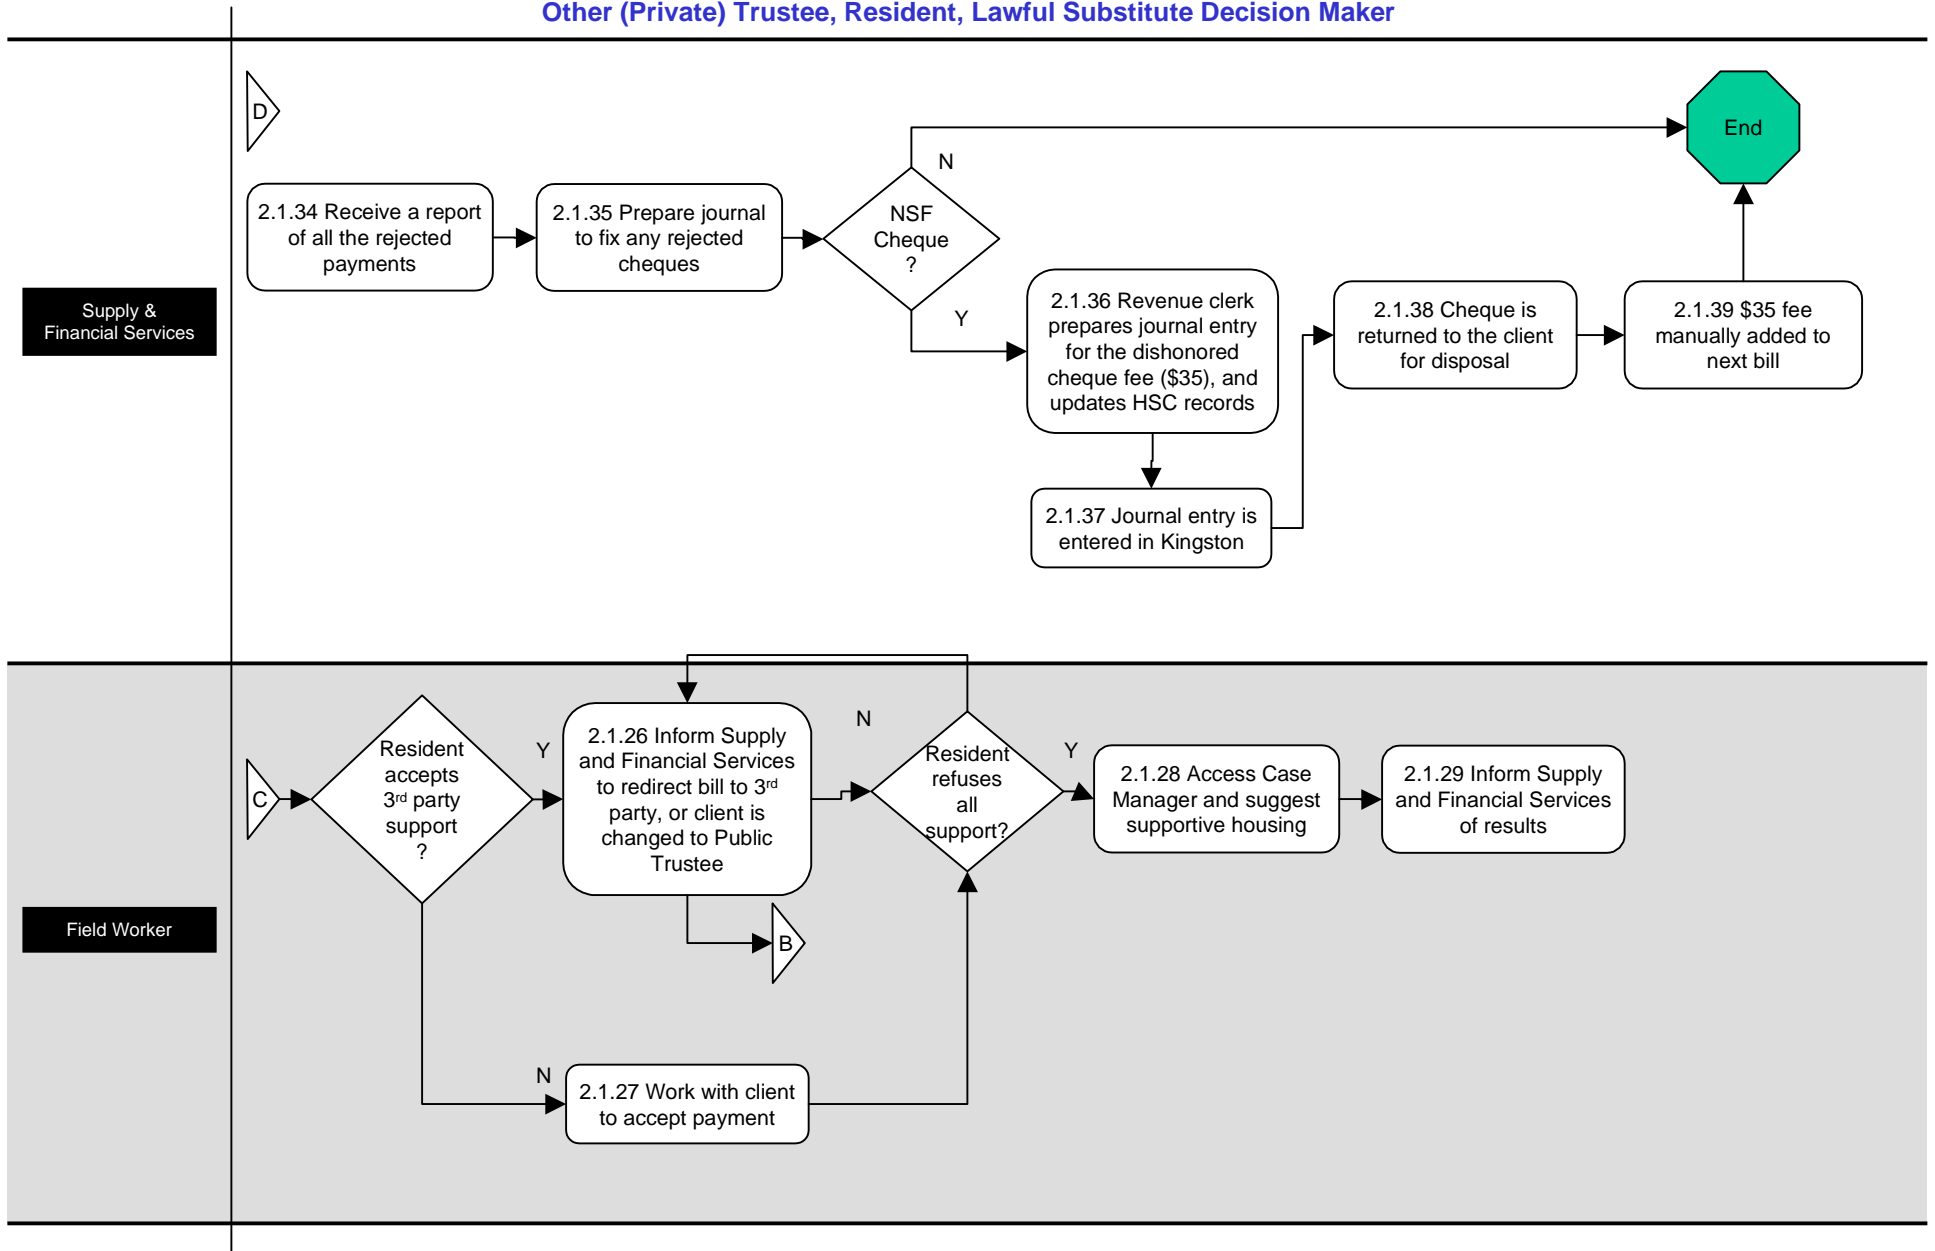 Other (Private) Trustee, Resident, Lawful Substitute Decision Maker
D
End
N
2.1.34 Receive a report
of all the rejected
payments
2.1.35 Prepare journal
to fix any rejected
cheques
NSF
Cheque
?
Y
2.1.36 Revenue clerk
prepares journal entry
for the dishonored
cheque fee ($35), and
updates HSC records
2.1.38 Cheque is
returned to the client
for disposal
2.1.39 $35 fee
manually added to
next bill
Supply &
Financial Services
2.1.37 Journal entry is
entered in Kingston
C
Resident
accepts
3rd party
support
?
Y
2.1.26 Inform Supply
and Financial Services
to redirect bill to 3rd
party, or client is
changed to Public
Trustee
N
Resident
refuses
all
support?
Y
2.1.28 Access Case
Manager and suggest
supportive housing
2.1.29 Inform Supply
and Financial Services
of results
Field Worker
B
N
2.1.27 Work with client
to accept payment